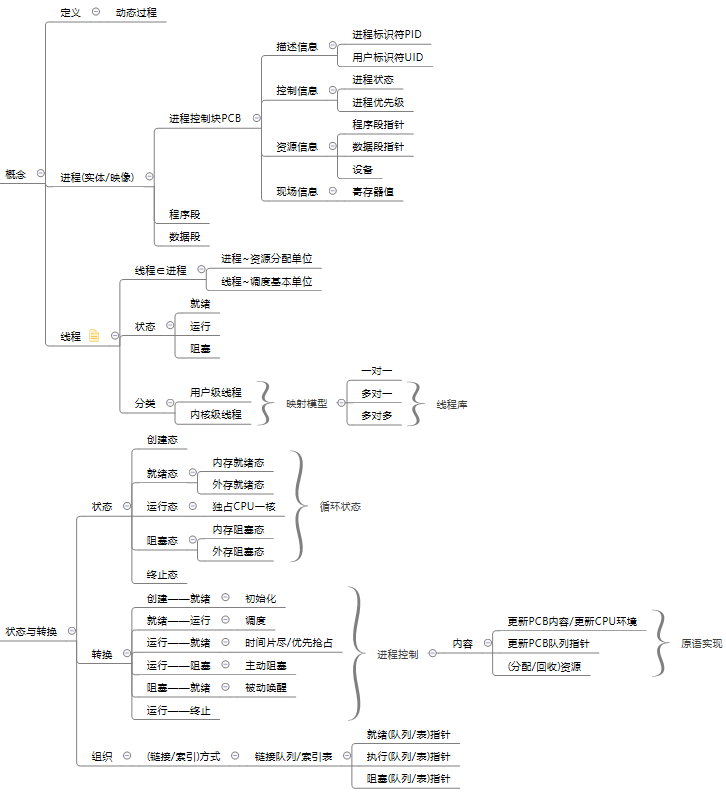 概念
定义
动态过程
进程(实体/映像)
进程控制块PCB
描述信息
进程标识符PID
用户标识符UID
控制信息
进程状态
进程优先级
资源信息
程序段指针
数据段指针
设备
现场信息
寄存器值
程序段
数据段
线程
线程∈进程
进程~资源分配单位
线程~调度基本单位
状态
就绪
运行
阻塞
分类
用户级线程
内核级线程
映射模型
一对一
多对一
多对多
线程库
状态与转换
状态
创建态
就绪态
内存就绪态
外存就绪态
运行态
独占CPU一核
阻塞态
内存阻塞态
外存阻塞态
终止态
循环状态
转换
创建——就绪
初始化
就绪——运行
调度
运行——就绪
时间片尽/优先抢占
运行——阻塞
主动阻塞
阻塞——就绪
被动唤醒
运行——终止
进程控制
内容
更新PCB内容/更新CPU环境
更新PCB队列指针
(分配/回收)资源
原语实现
组织
(链接/索引)方式
链接队列/索引表
就绪(队列/表)指针
执行(队列/表)指针
阻塞(队列/表)指针